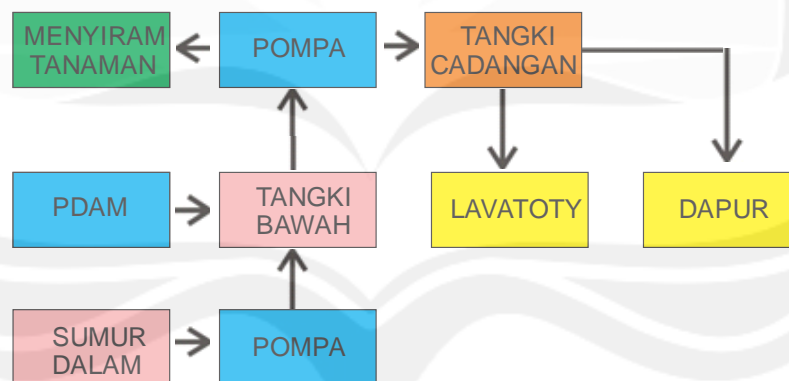 MENYIRAM
TANAMAN
POMPA
TANGKI
CADANGAN
PDAM
TANGKI
BAWAH
LAVATOTY
DAPUR
SUMUR
DALAM
POMPA